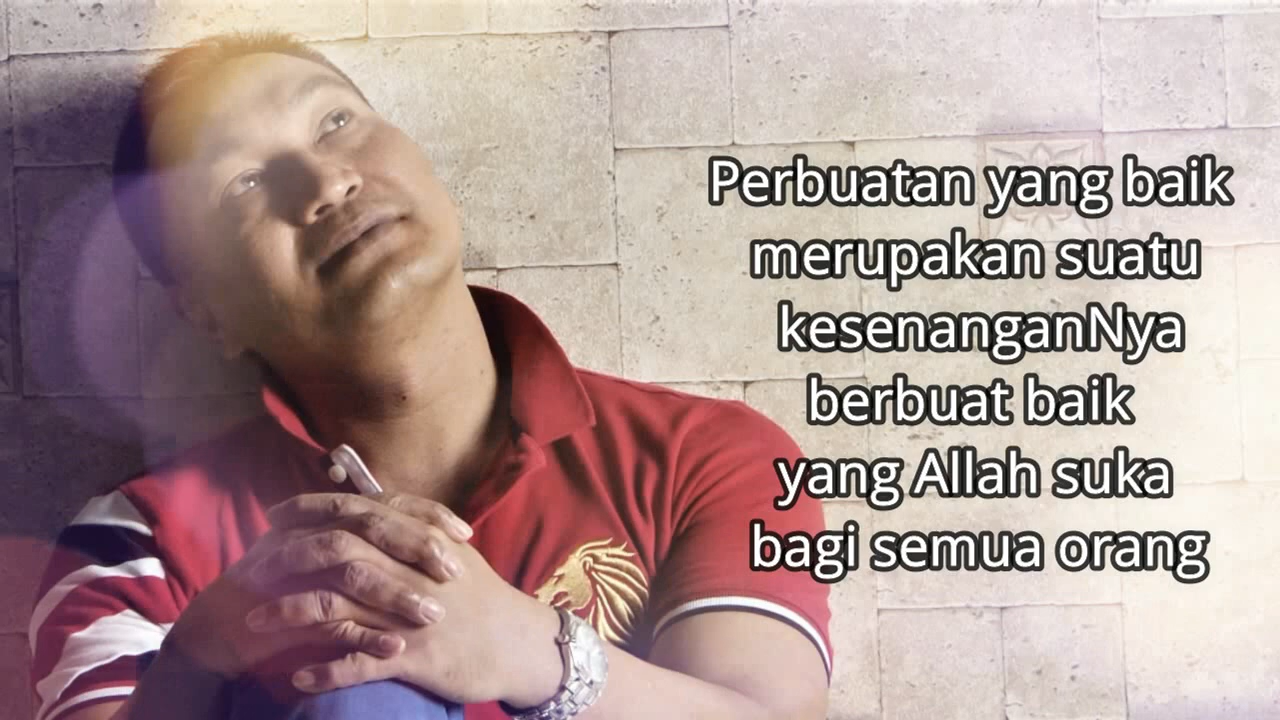 Perbuatan yang baik
merupakan suatu
kesenanganNya
berbuat baik
yang Allah suka
bagi semua orang